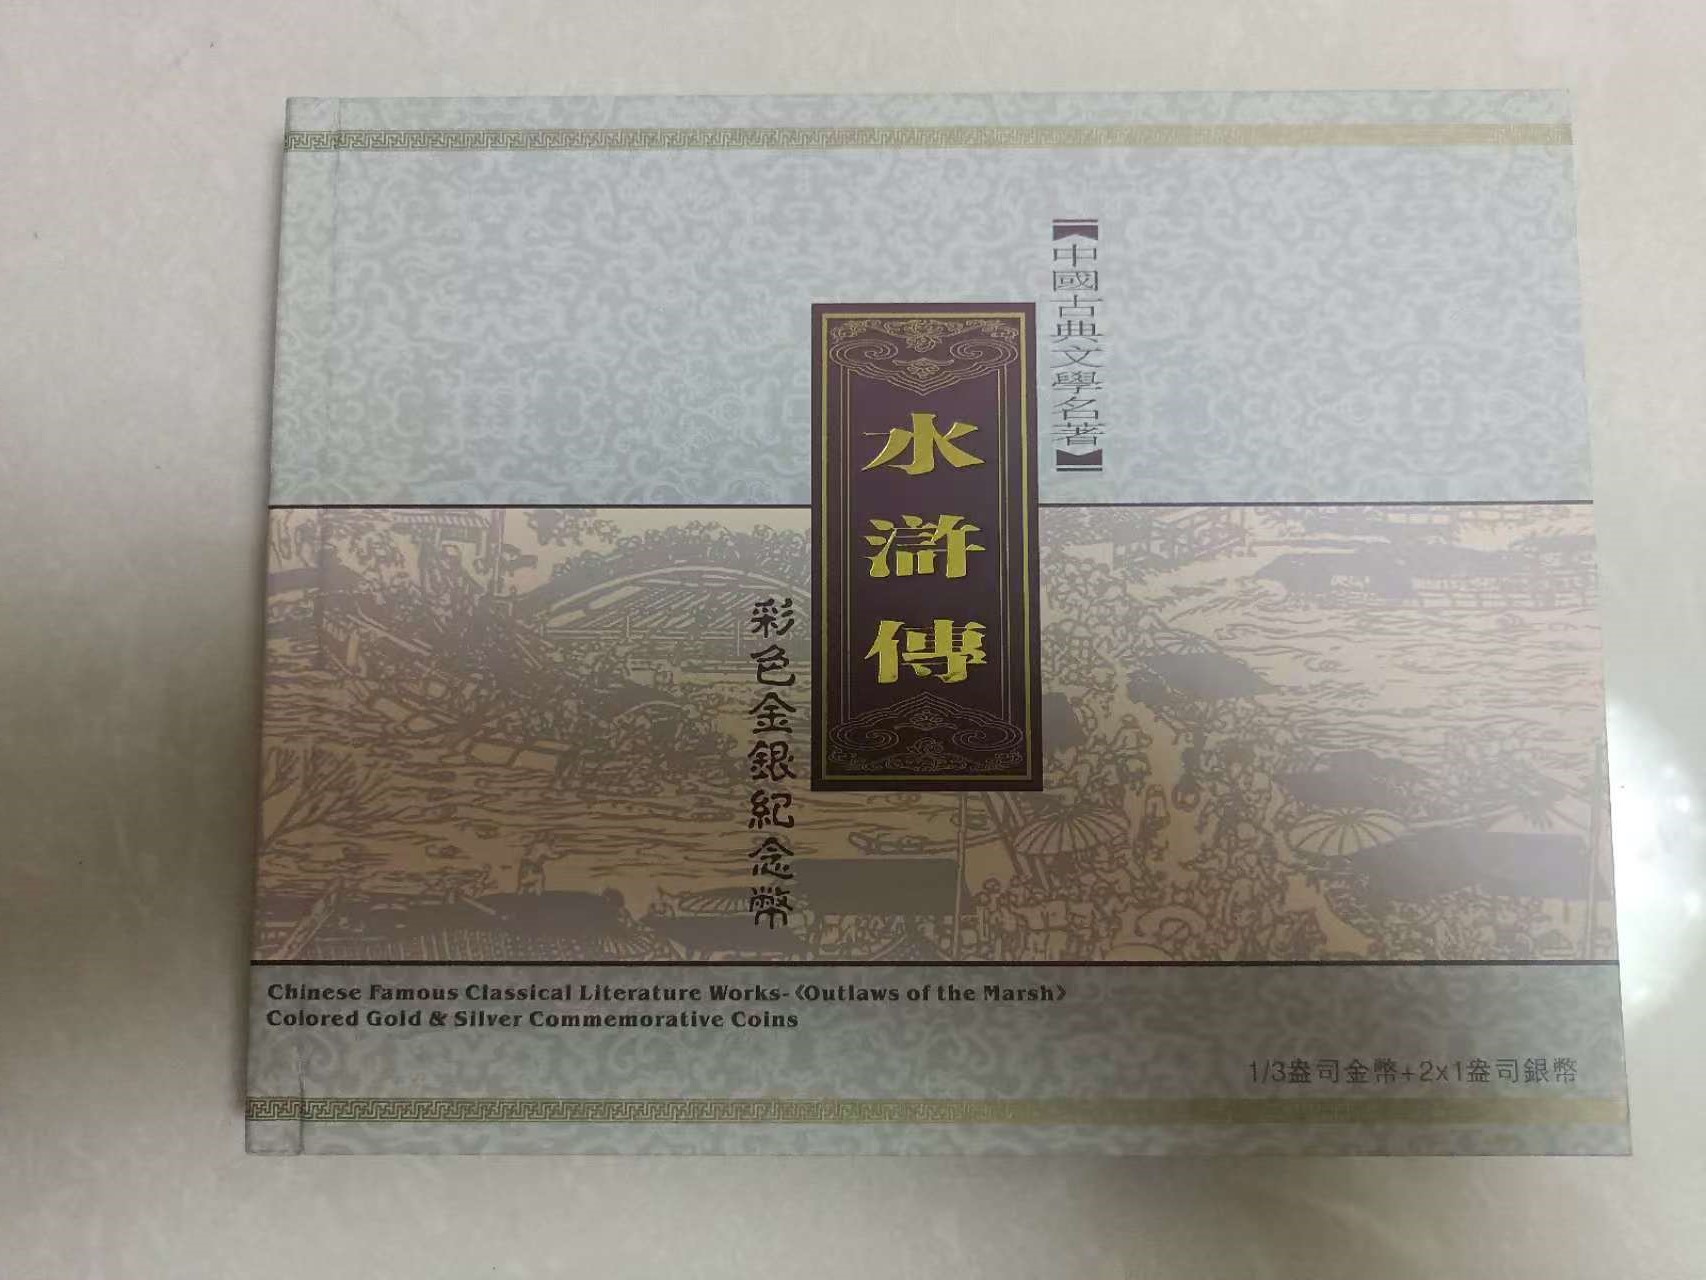 【中國古典文學名著】
水滸傳
彩色金銀紀念幣
Chinese Famous Classical Literature Works-《Outlaws of the Marsh》
Colored Gold & Silver Commemorative Coins
1/3盎司金幣+2x1盎司銀幣